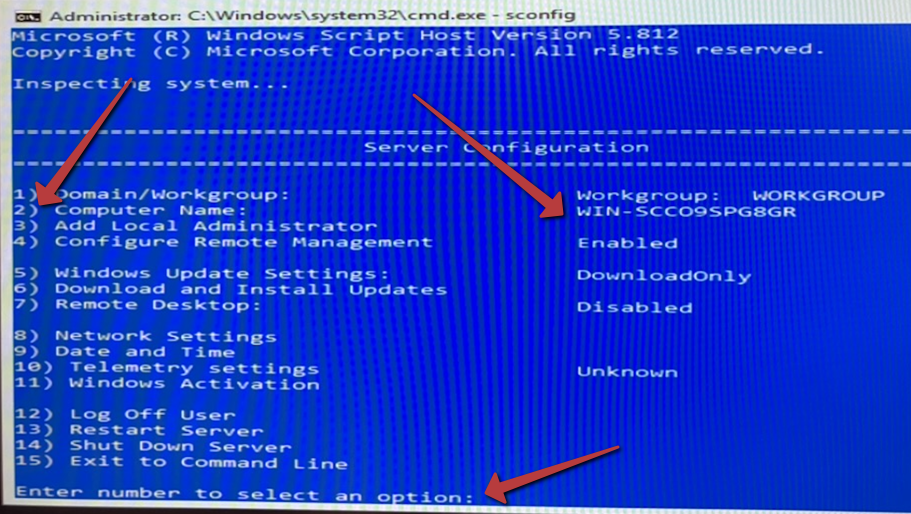 Administrator: C:\Windows\system32\cmd.exe - sconfig
Microsoft (R) Windows Script Host Version 5.812
Copyright (C) Microsoft Corporation. All rights reserved.
Inspecting system...
===============================================================================
Server Configuration
===============================================================================
1) Domain/Workgroup: Workgroup: WORKGROUP
2) Computer Name: WIN-SCCO9SPG8GR
3) Add Local Administrator
4) Configure Remote Management Enabled
5) Windows Update Settings: DownloadOnly
6) Download and Install Updates
7) Remote Desktop: Disabled
8) Network Settings
9) Date and Time
10) Telemetry settings Unknown
11) Windows Activation
12) Log Off User
13) Restart Server
14) Shut Down Server
15) Exit to Command Line
Enter number to select an option: